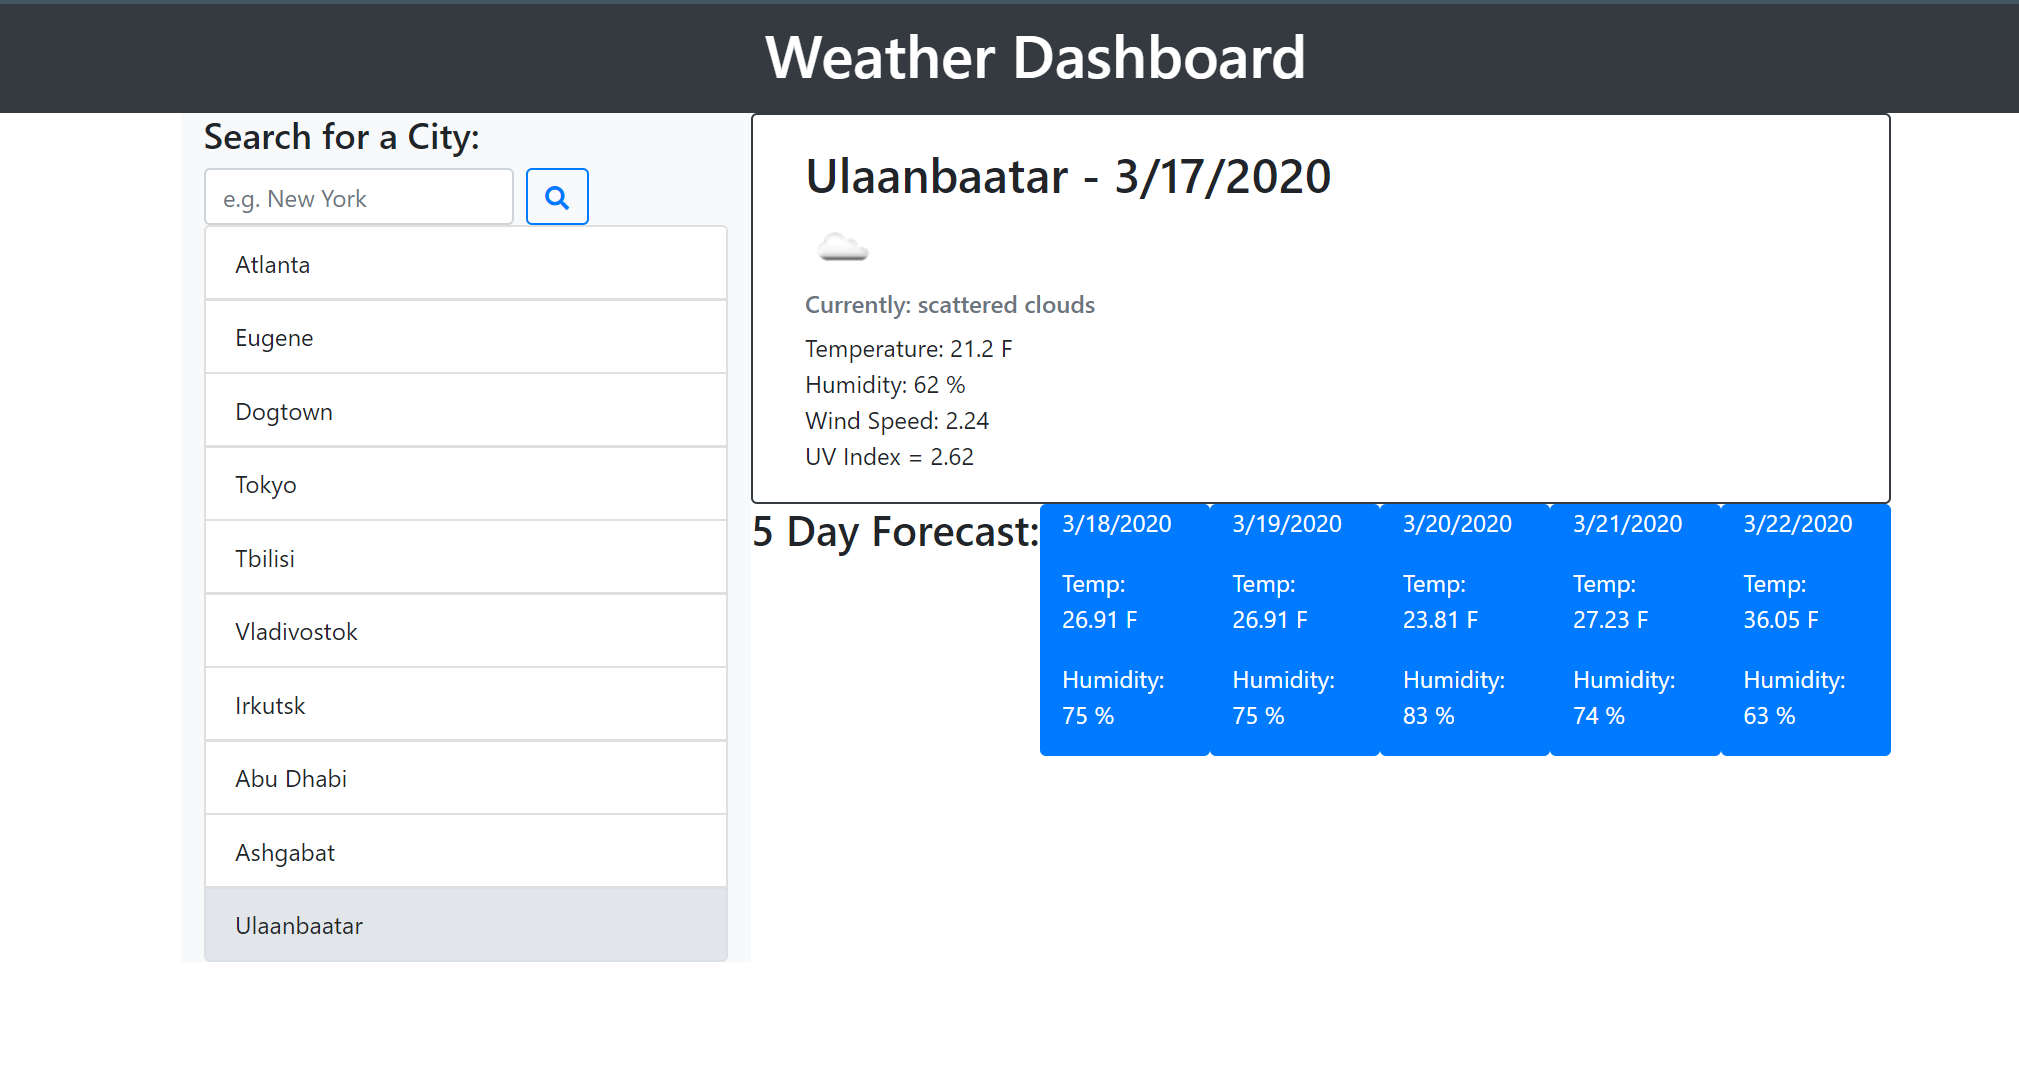 Weather Dashboard
Search for a City:
e.g. New York
Atlanta
Eugene
Dogtown
Tokyo
Tbilisi
Vladivostok
Irkutsk
Abu Dhabi
Ashgabat
Ulaanbaatar
Ulaanbaatar - 3/17/2020
Currently: scattered clouds
Temperature: 21.2 F
Humidity: 62 %
Wind Speed: 2.24
UV Index = 2.62
5 Day Forecast:
3/18/2020
Temp:
26.91 F
Humidity:
75 %
3/19/2020
Temp:
26.91 F
Humidity:
75 %
3/20/2020
Temp:
23.81 F
Humidity:
83 %
3/21/2020
Temp:
27.23 F
Humidity:
74 %
3/22/2020
Temp:
36.05 F
Humidity:
63 %